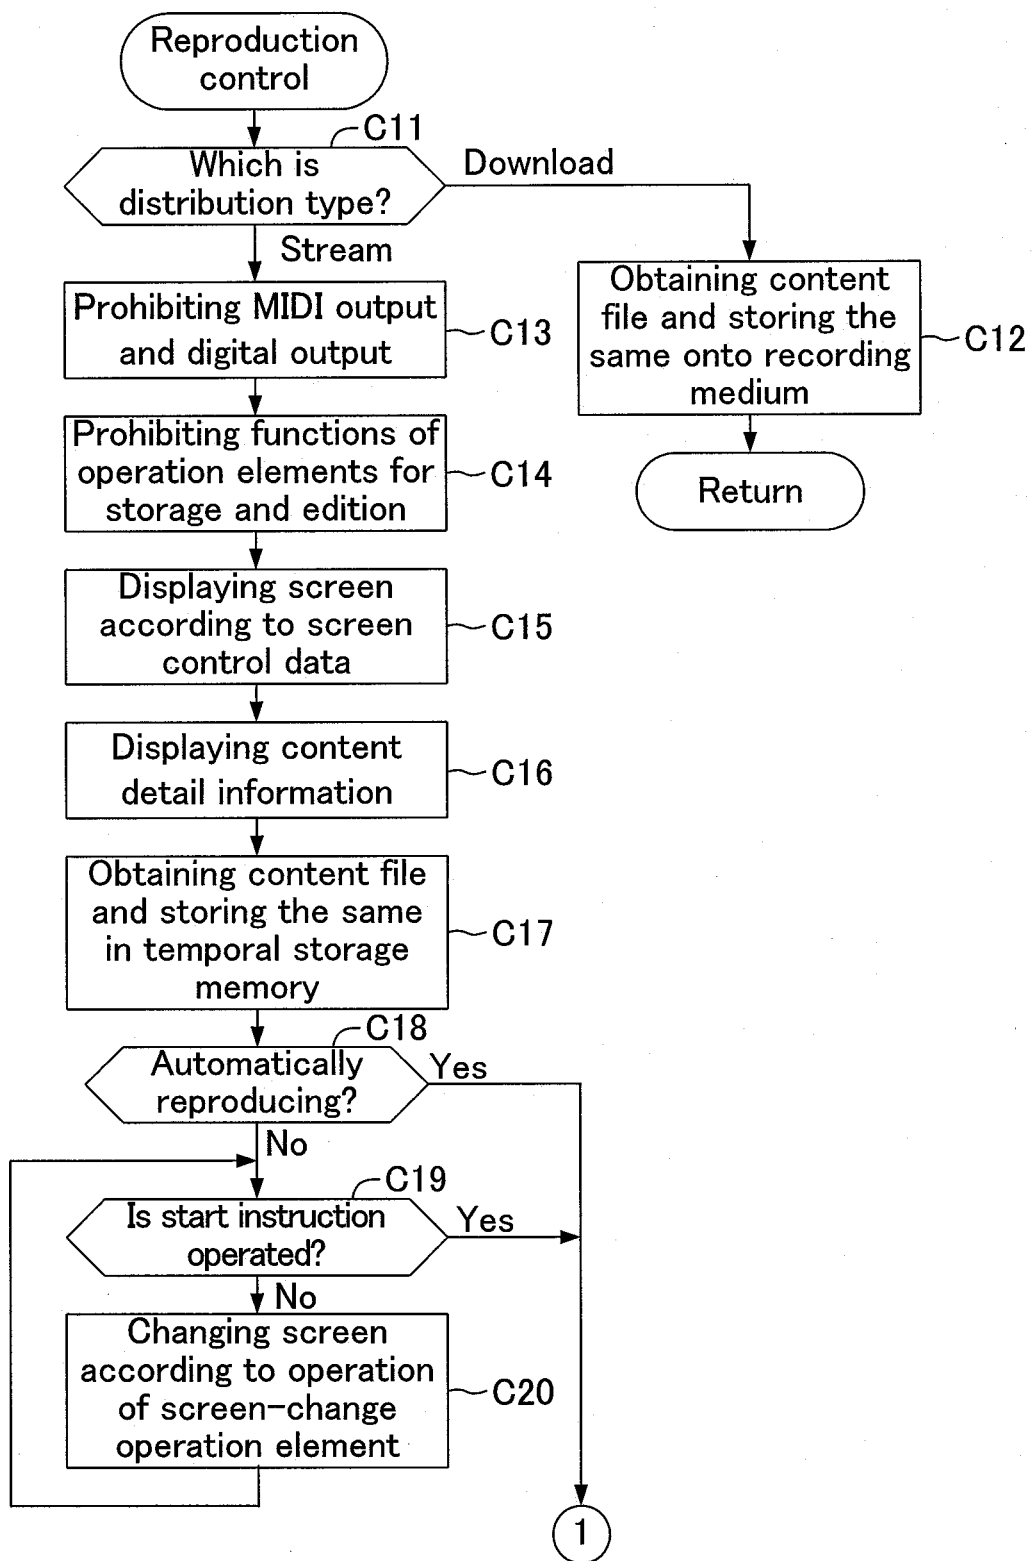 Reproduction
control
C11
Which is
distribution type?
Download
Stream
Obtaining content
file and storing the
same onto recording
medium
C12
Return
Prohibiting MIDI output
and digital output
C13
Prohibiting functions of
operation elements for
storage and edition
C14
Displaying screen
according to screen
control data
C15
Displaying content
detail information
C16
Obtaining content file
and storing the same
in temporal storage
memory
C17
C18
Automatically
reproducing?
Yes
No
C19
Is start instruction
operated?
Yes
No
Changing screen
according to operation
of screen-change
operation element
C20
1